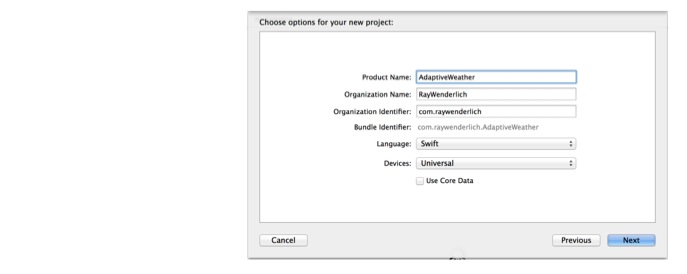 Choose options for your new project:
Product Name: AdaptiveWeather
Organization Name: RayWenderlich
Organization Identifier: com.raywenderlich
Bundle Identifier: com.raywenderlich.AdaptiveWeather
Language: Swift
Devices: Universal
Use Core Data
Cancel Previous Next